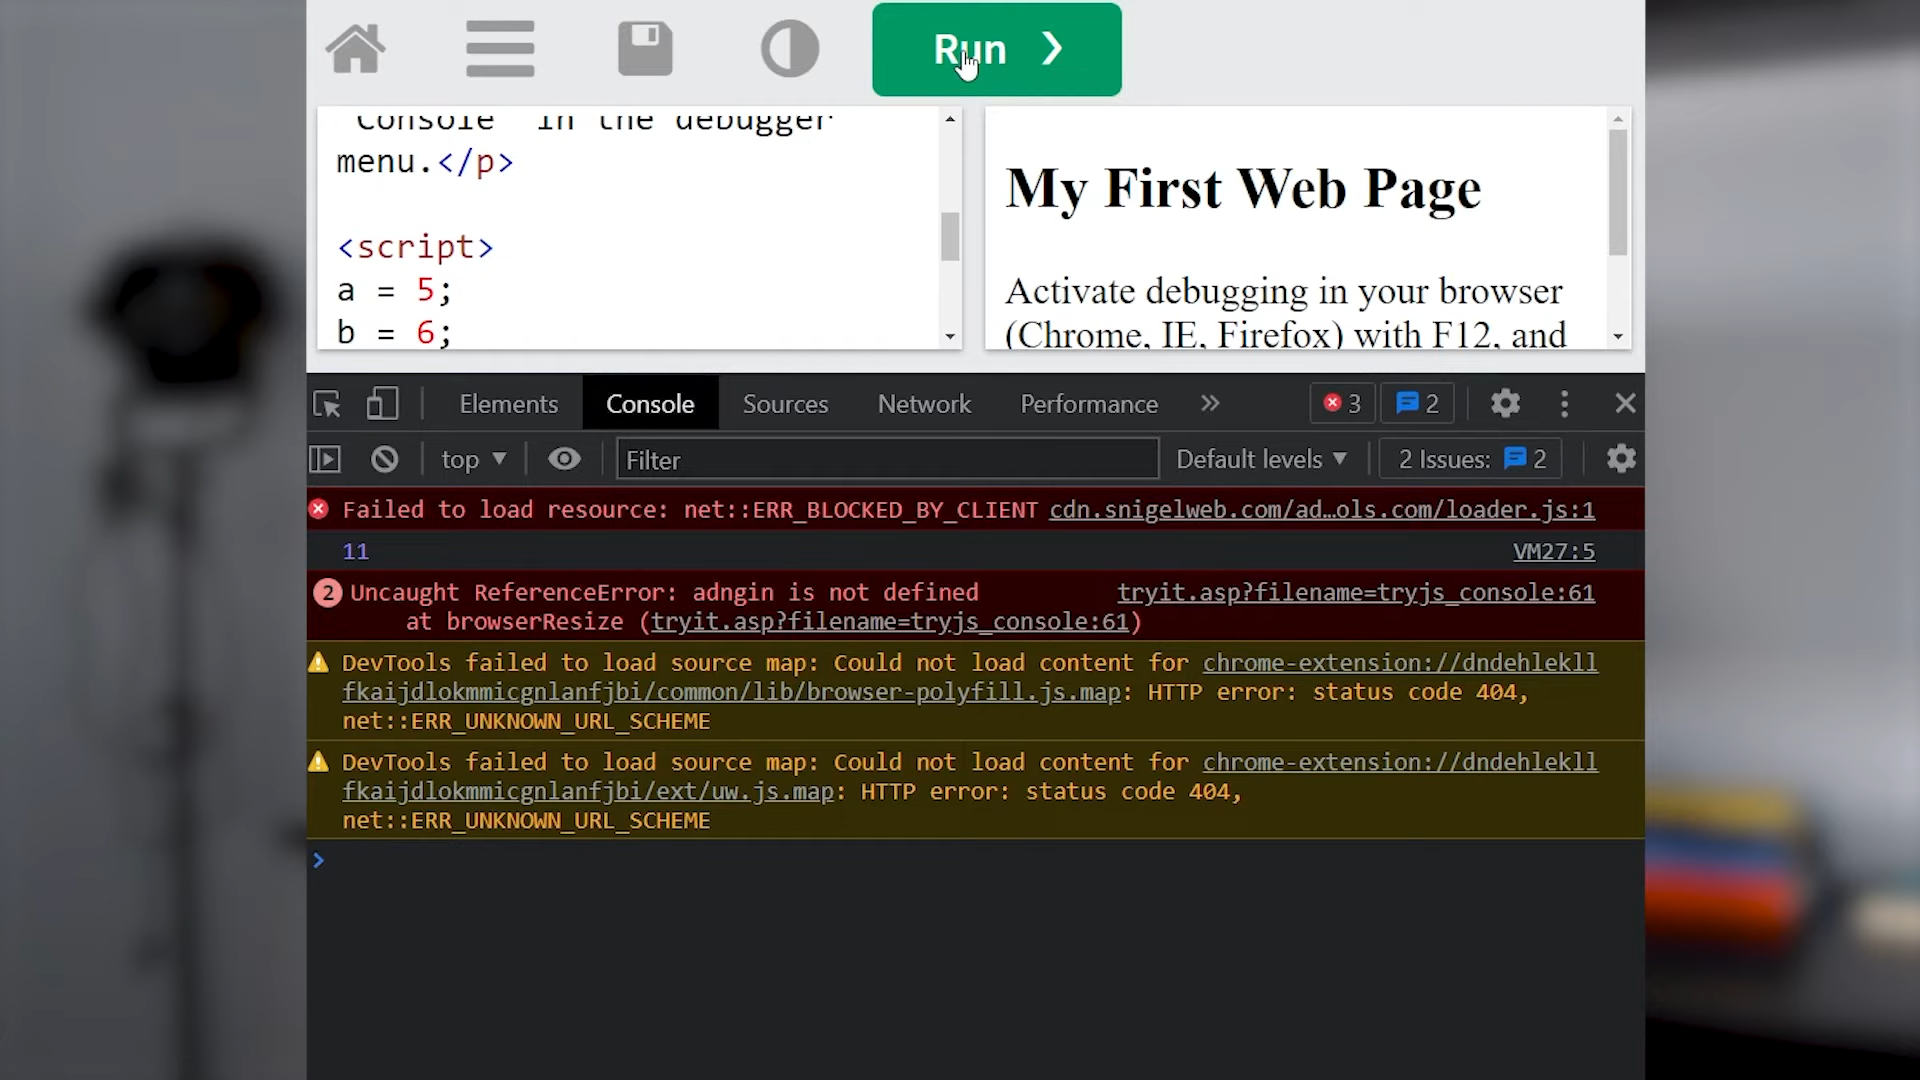 Run
"Console" in the debugger
menu.</p>
<script>
a = 5;
b = 6;
My First Web Page
Activate debugging in your browser
(Chrome, IE, Firefox) with F12, and
Elements Console Sources Network Performance » 3 2
top Filter Default levels 2 Issues: 2
Failed to load resource: net::ERR_BLOCKED_BY_CLIENT cdn.snigelweb.com/ad…ols.com/loader.js:1
11 VM27:5
2 Uncaught ReferenceError: adngin is not defined tryit.asp?filename=tryjs_console:61
at browserResize (tryit.asp?filename=tryjs_console:61)
DevTools failed to load source map: Could not load content for chrome-extension://dndehlekll
fkaijdlokmmicgnlanfjbi/common/lib/browser-polyfill.js.map: HTTP error: status code 404,
net::ERR_UNKNOWN_URL_SCHEME
DevTools failed to load source map: Could not load content for chrome-extension://dndehlekll
fkaijdlokmmicgnlanfjbi/ext/uw.js.map: HTTP error: status code 404,
net::ERR_UNKNOWN_URL_SCHEME